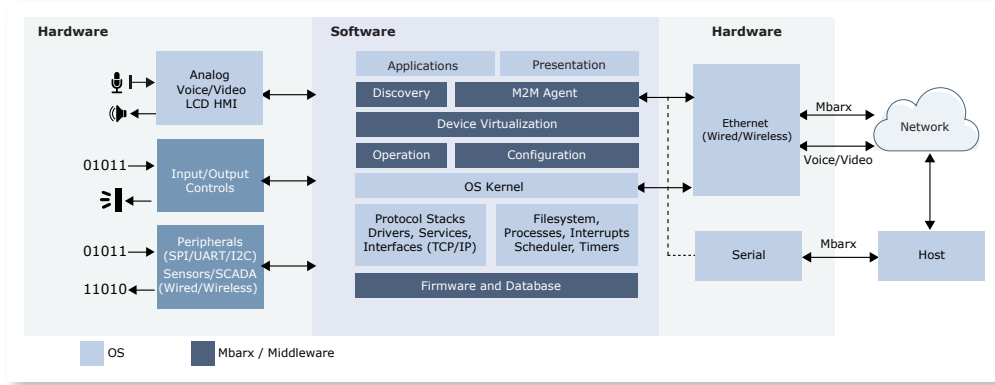 Hardware
Software
Hardware
Analog
Voice/Video
LCD HMI
01011
Input/Output
Controls
01011
11010
Peripherals
(SPI/UART/I2C)
Sensors/SCADA
(Wired/Wireless)
Applications
Presentation
Discovery
M2M Agent
Device Virtualization
Operation
Configuration
OS Kernel
Protocol Stacks
Drivers, Services,
Interfaces (TCP/IP)
Filesystem,
Processes, Interrupts
Scheduler, Timers
Firmware and Database
Ethernet
(Wired/Wireless)
Mbarx
Voice/Video
Network
Serial
Mbarx
Host
OS
Mbarx / Middleware